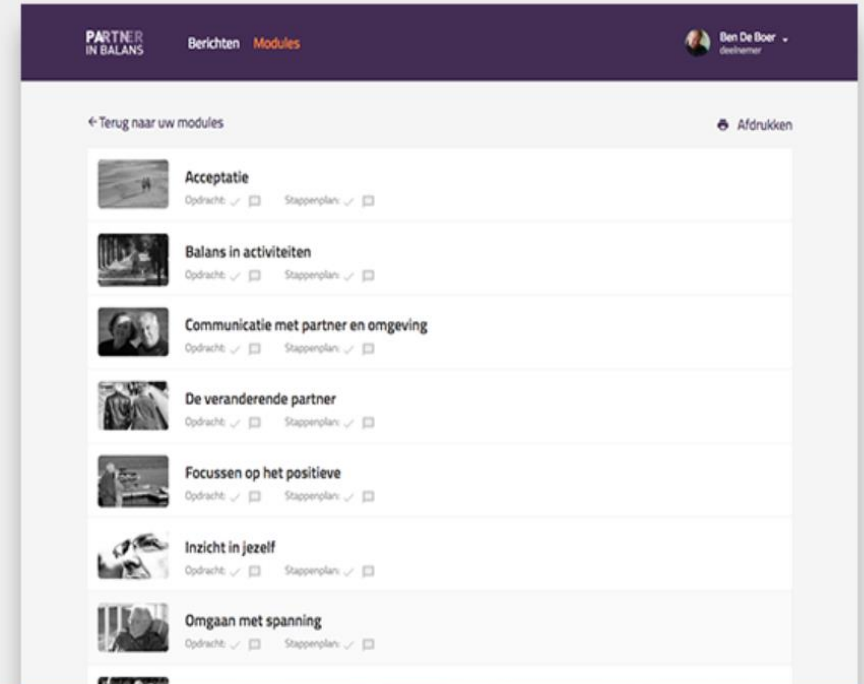 PARTNER
IN BALANS
Berichten Modules
Ben De Boer
deelnemer
Terug naar uw modules
Afdrukken
Acceptatie
Opdracht: Stappenplan:
Balans in activiteiten
Opdracht: Stappenplan:
Communicatie met partner en omgeving
Opdracht: Stappenplan:
De veranderende partner
Opdracht: Stappenplan:
Focussen op het positieve
Opdracht: Stappenplan:
Inzicht in jezelf
Opdracht: Stappenplan:
Omgaan met spanning
Opdracht: Stappenplan: